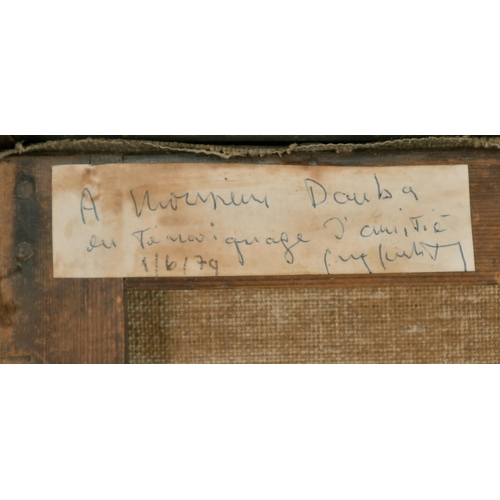 A Monsieur Dauba
en Témoignage d'amitié
1/6/79